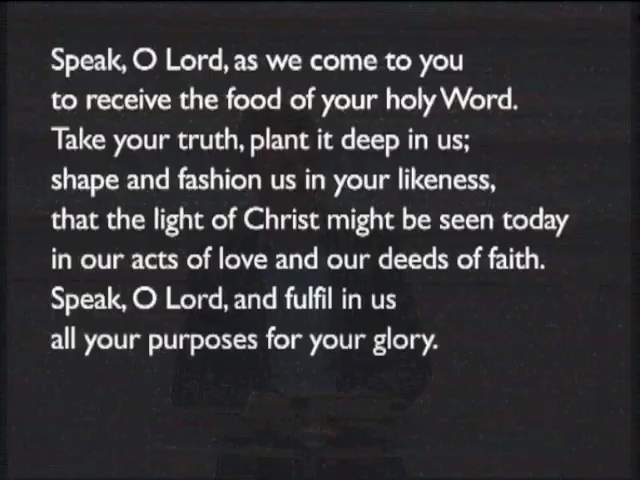 Speak, O Lord, as we come to you
to receive the food of your holy Word.
Take your truth, plant it deep in us;
shape and fashion us in your likeness,
that the light of Christ might be seen today
in our acts of love and our deeds of faith.
Speak, O Lord, and fulfil in us
all your purposes for your glory.